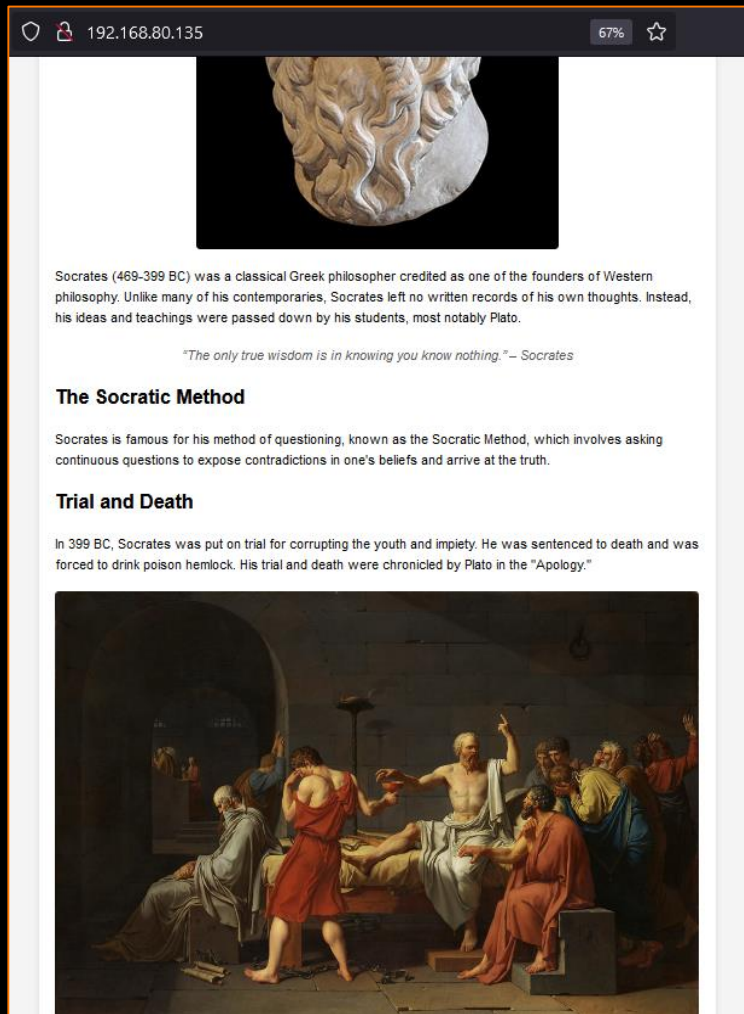 192.168.80.135
67%
Socrates (469-399 BC) was a classical Greek philosopher credited as one of the founders of Western
philosophy. Unlike many of his contemporaries, Socrates left no written records of his own thoughts. Instead,
his ideas and teachings were passed down by his students, most notably Plato.
"The only true wisdom is in knowing you know nothing." – Socrates
The Socratic Method
Socrates is famous for his method of questioning, known as the Socratic Method, which involves asking
continuous questions to expose contradictions in one's beliefs and arrive at the truth.
Trial and Death
In 399 BC, Socrates was put on trial for corrupting the youth and impiety. He was sentenced to death and was
forced to drink poison hemlock. His trial and death were chronicled by Plato in the "Apology."